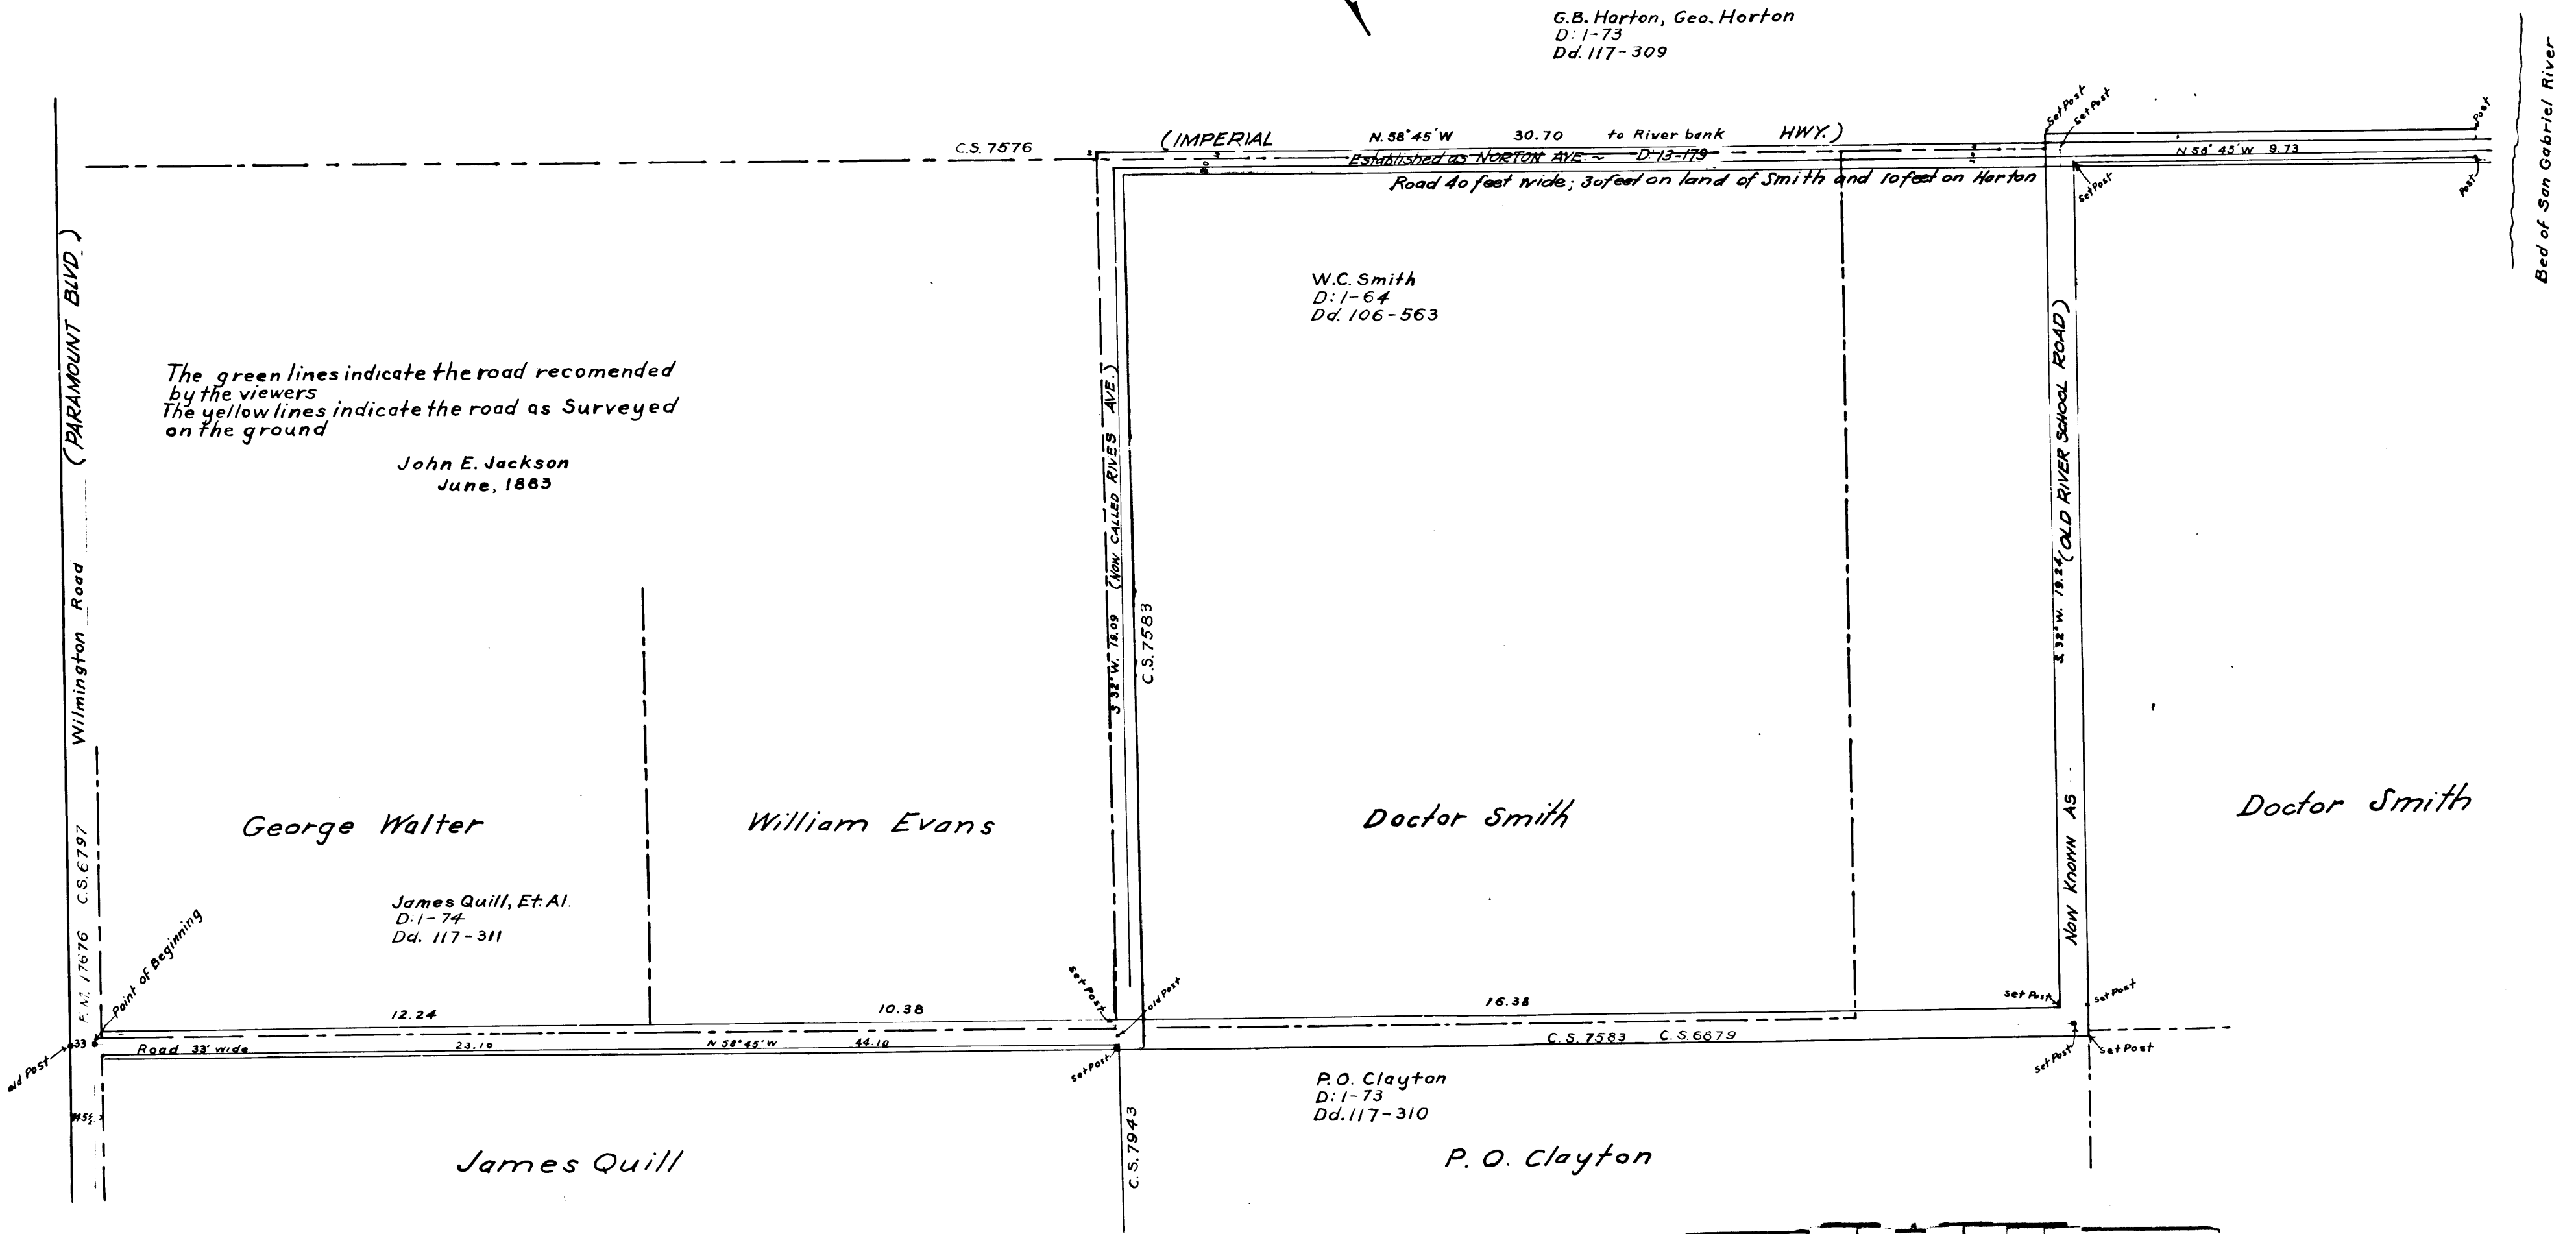 G.B. Horton, Geo. Horton
D: 1-73
Dd. 117-309
Bed of San Gabriel River
C.S. 7576
(IMPERIAL N. 58° 45' W 30.70 to River bank HWY.)
Established as NORTON AVE. ~ D: 13-179
Road 40 feet wide; 30 feet on land of Smith and 10 feet on Horton
Set Post
Set Post
Post
N 58° 45' W 9.73
Set Post
Post
(PARAMOUNT BLVD.)
Wilmington Road
F.M. 17676 C.S. 6797
The green lines indicate the road recomended
by the viewers
The yellow lines indicate the road as Surveyed
on the ground
John E. Jackson
June, 1883
W.C. Smith
D: 1-64
Dd. 106-563
S 32° W. 19.09 (NOW CALLED RIVES AVE.)
C.S. 7583
S. 32° W. 19.24 (OLD RIVER SCHOOL ROAD)
NOW KNOWN AS
George Walter
William Evans
Doctor Smith
Doctor Smith
James Quill, Et. Al.
D: 1-74
Dd. 117-311
Point of Beginning
Set Post
old Post
12.24
10.38
16.38
Set Post
Set Post
old Post
33
Road 33' wide
23.10
N 58° 45' W
44.10
C.S. 7583 C.S. 6679
Set Post
Set Post
Set Post
P.O. Clayton
D: 1-73
Dd. 117-310
C.S. 7943
James Quill
P. O. Clayton